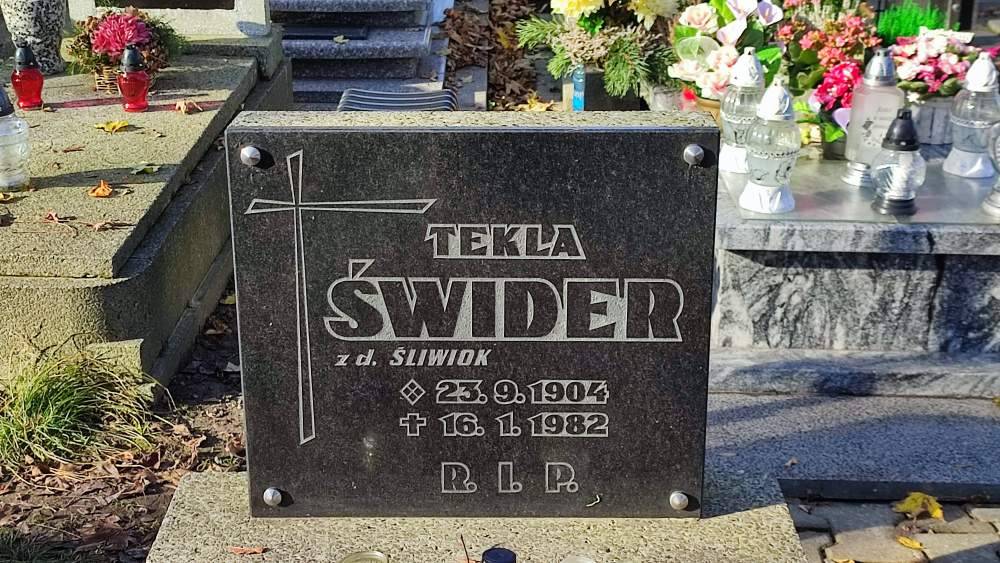 TEKLA
ŚWIDER
z d. ŚLIWIOK
23. 9. 1904
✝ 16. 1. 1982
R. I. P.